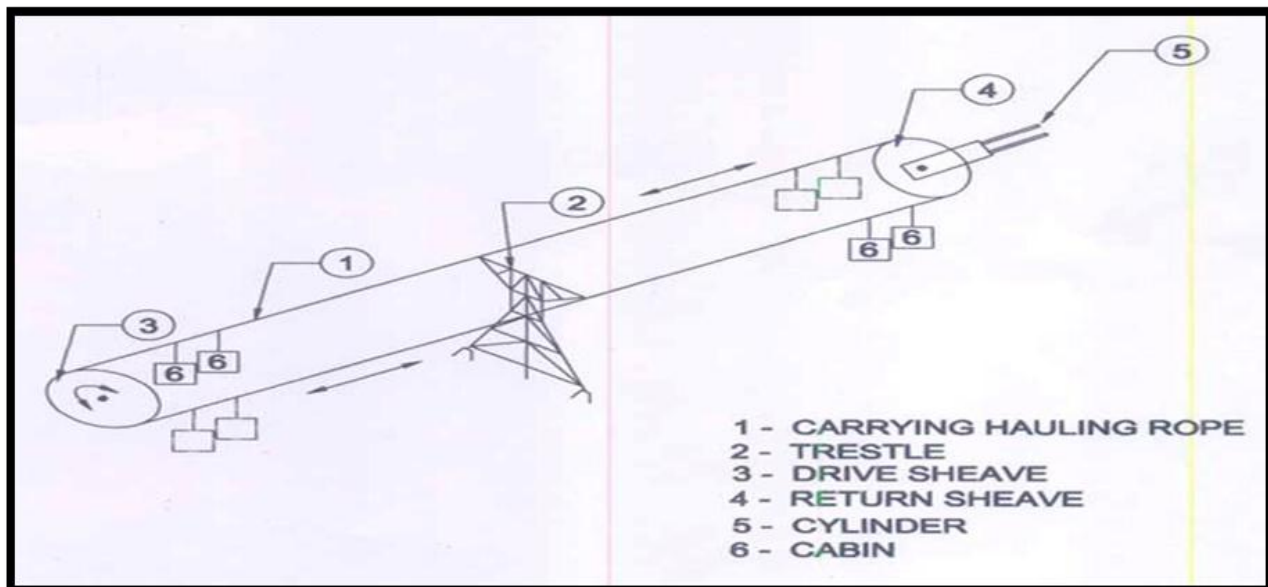 5
4
2
1
3
6
6
6
6
1 - CARRYING HAULING ROPE
2 - TRESTLE
3 - DRIVE SHEAVE
4 - RETURN SHEAVE
5 - CYLINDER
6 - CABIN